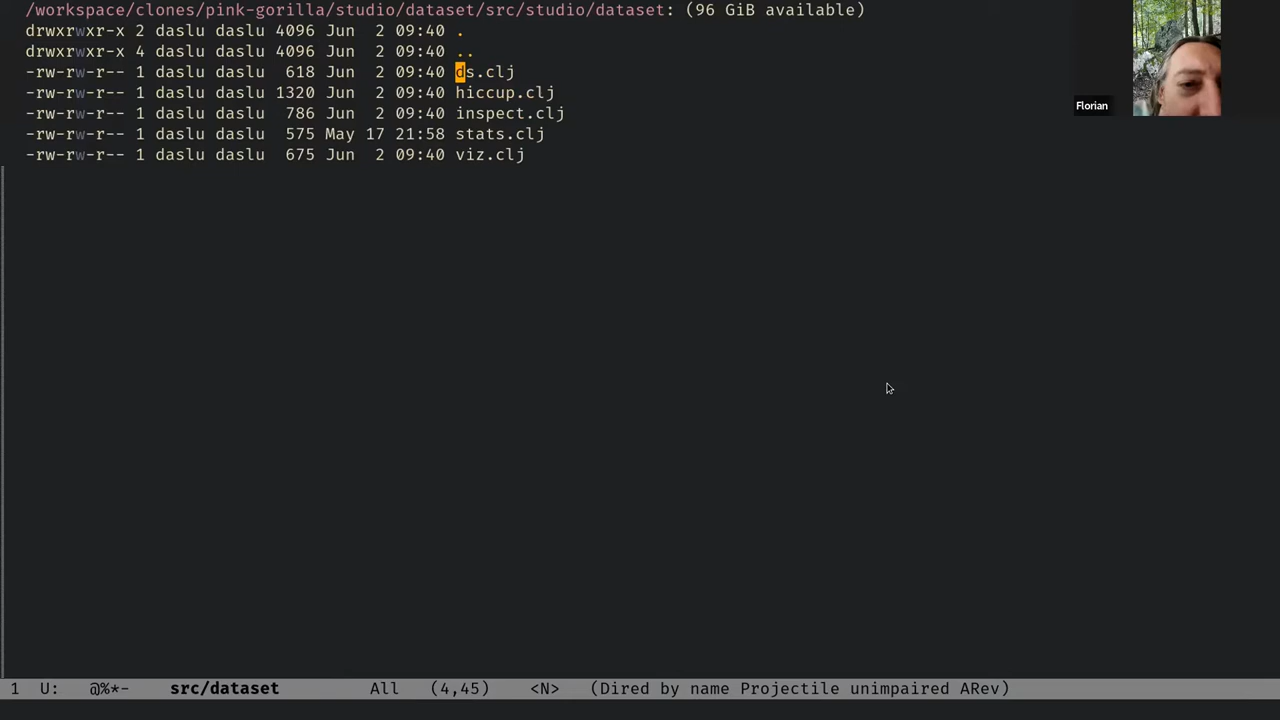 /workspace/clones/pink-gorilla/studio/dataset/src/studio/dataset: (96 GiB available)
drwxrwxr-x 2 daslu daslu 4096 Jun  2 09:40 .
drwxrwxr-x 4 daslu daslu 4096 Jun  2 09:40 ..
-rw-rw-r-- 1 daslu daslu  618 Jun  2 09:40 ds.clj
-rw-rw-r-- 1 daslu daslu 1320 Jun  2 09:40 hiccup.clj
-rw-rw-r-- 1 daslu daslu  786 Jun  2 09:40 inspect.clj
-rw-rw-r-- 1 daslu daslu  575 May 17 21:58 stats.clj
-rw-rw-r-- 1 daslu daslu  675 Jun  2 09:40 viz.clj
Florian
1 U: @%*- src/dataset All (4,45) <N> (Dired by name Projectile unimpaired ARev)